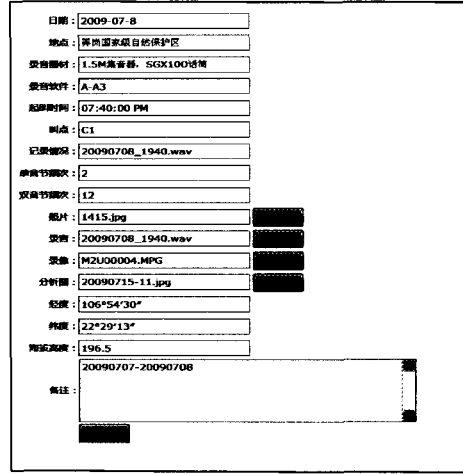 日期：2009-07-8
地点：弄岗国家级自然保护区
录音器材：1.5M集音器，SGX100话筒
录音软件：A-A3
起始时间：07:40:00 PM
叫点：C1
记录情况：20090708_1940.wav
单音节频次：2
双音节频次：12
照片：1415.jpg
录音：20090708_1940.wav
录像：M2U00004.MPG
分析图：20090715-11.jpg
经度：106°54'30"
纬度：22°29'13"
海拔高度：196.5
备注：20090707-20090708